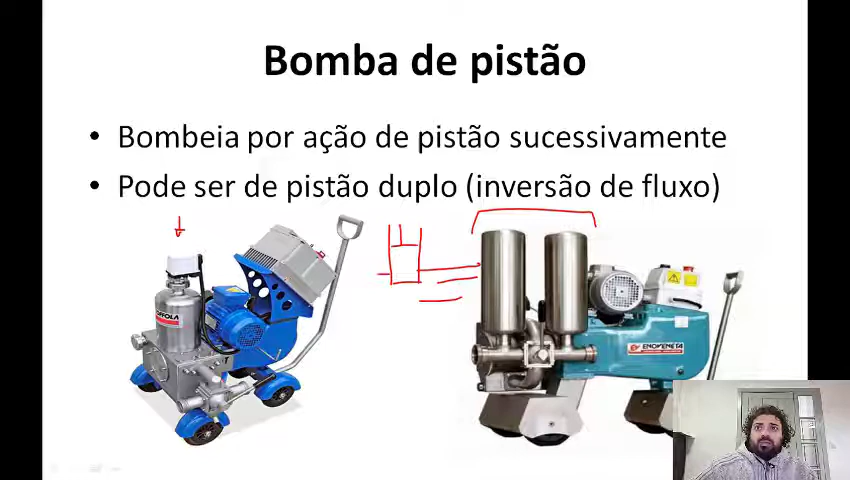 Bomba de pistão
• Bombeia por ação de pistão sucessivamente
• Pode ser de pistão duplo (inversão de fluxo)
ENOVENETA